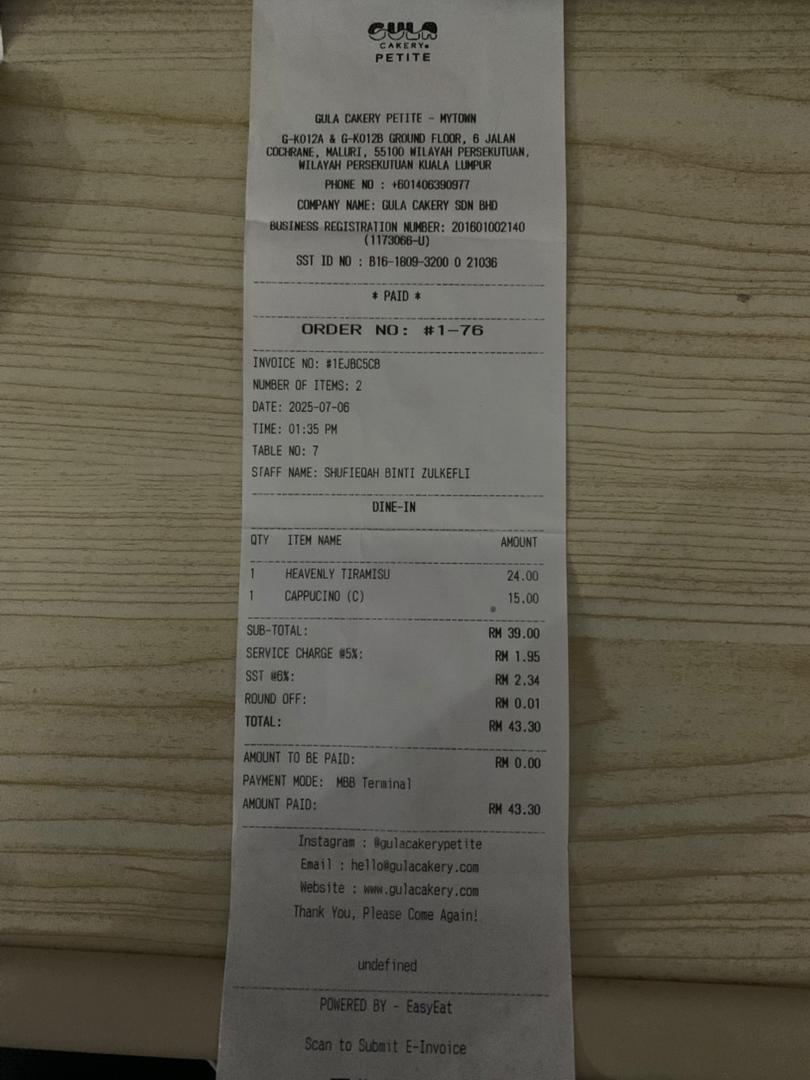 GULA
CAKERY
PETITE
GULA CAKERY PETITE - MYTOWN
G-K012A & G-K012B GROUND FLOOR, 6 JALAN
COCHRANE, MALURI, 55100 WILAYAH PERSEKUTUAN,
WILAYAH PERSEKUTUAN KUALA LUMPUR
PHONE NO : +601406390977
COMPANY NAME: GULA CAKERY SDN BHD
BUSINESS REGISTRATION NUMBER: 201601002140
(1173066-U)
SST ID NO : B16-1809-3200 0 21036
* PAID *
ORDER NO: #1-76
INVOICE NO: #1EJBC5CB
NUMBER OF ITEMS: 2
DATE: 2025-07-06
TIME: 01:35 PM
TABLE NO: 7
STAFF NAME: SHUFIEQAH BINTI ZULKEFLI
DINE-IN
QTY ITEM NAME AMOUNT
1 HEAVENLY TIRAMISU 24.00
1 CAPPUCINO (C) 15.00
SUB-TOTAL: RM 39.00
SERVICE CHARGE @5%: RM 1.95
SST @6%: RM 2.34
ROUND OFF: RM 0.01
TOTAL: RM 43.30
AMOUNT TO BE PAID: RM 0.00
PAYMENT MODE: MBB Terminal
AMOUNT PAID: RM 43.30
Instagram : @gulacakerypetite
Email : hello@gulacakery.com
Website : www.gulacakery.com
Thank You, Please Come Again!
undefined
POWERED BY - EasyEat
Scan to Submit E-Invoice